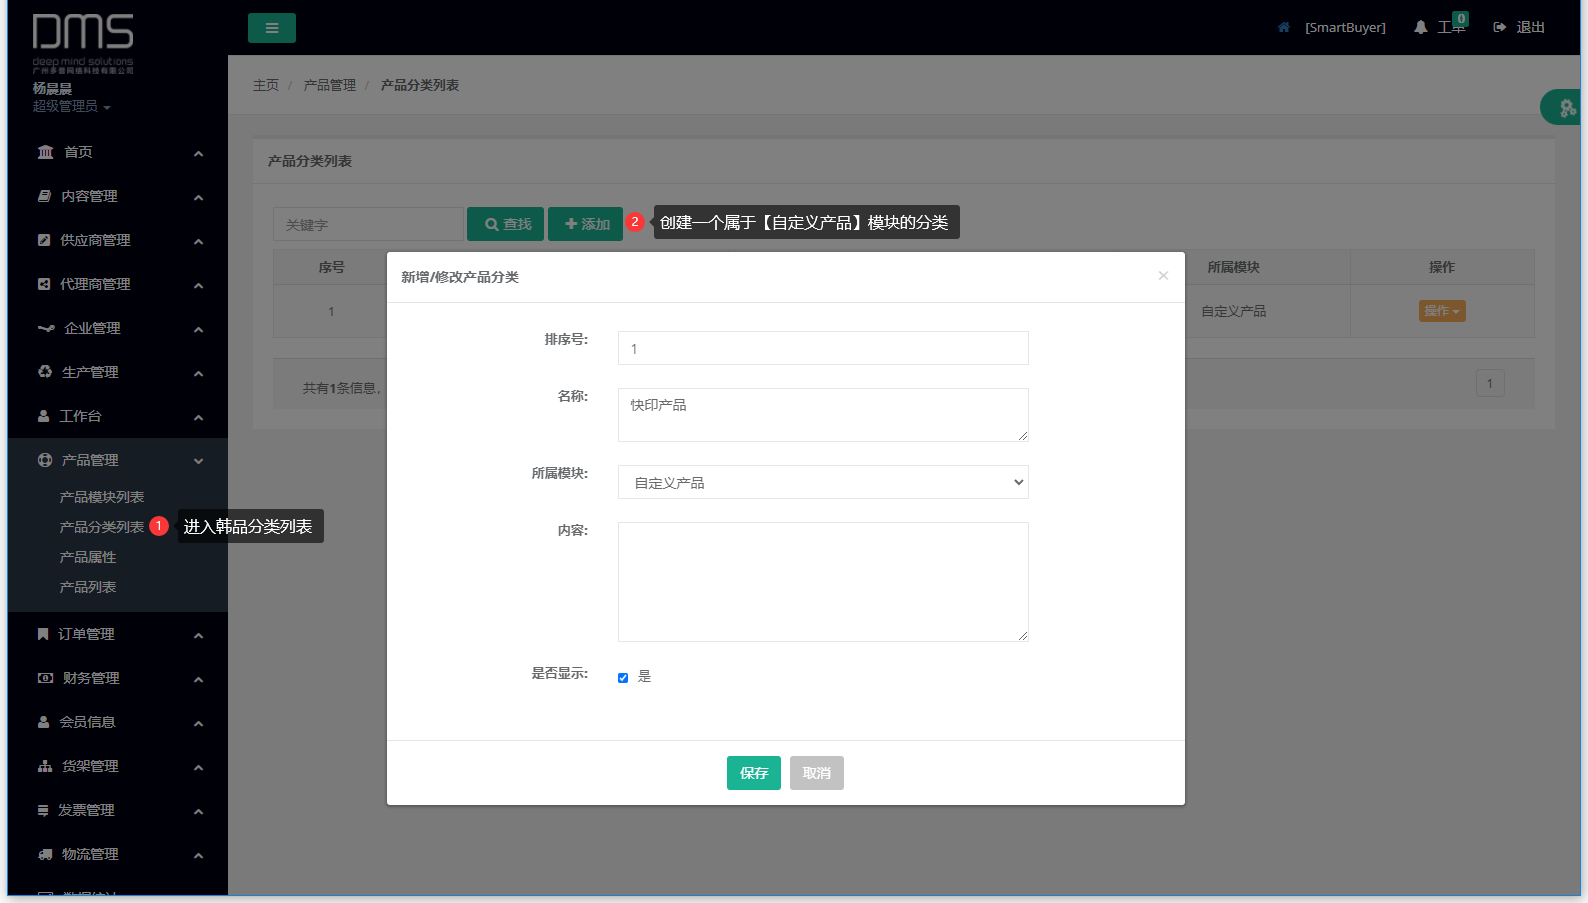 DMS
deep mind solutions
广州多普网络科技有限公司
杨晨晨
超级管理员
首页
内容管理
供应商管理
代理商管理
企业管理
生产管理
工作台
产品管理
产品模块列表
产品分类列表
1
进入韩品分类列表
产品属性
产品列表
订单管理
财务管理
会员信息
货架管理
发票管理
物流管理
[SmartBuyer]
工单
0
退出
主页 / 产品管理 / 产品分类列表
产品分类列表
关键字
查找
添加
2
创建一个属于【自定义产品】模块的分类
序号
所属模块
操作
1
自定义产品
操作
共有1条信息,
1
新增/修改产品分类
×
排序号:
1
名称:
快印产品
所属模块:
自定义产品
内容:
是否显示:
是
保存
取消